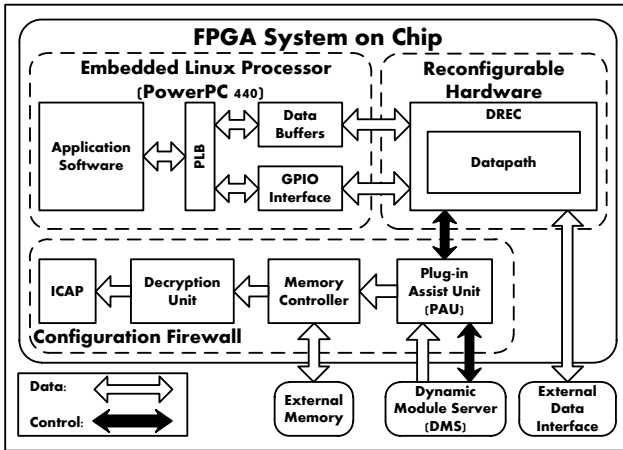 FPGA System on Chip
Embedded Linux Processor
(PowerPC 440)
Reconfigurable
Hardware
Application
Software
PLB
Data
Buffers
GPIO
Interface
DREC
Datapath
ICAP
Decryption
Unit
Memory
Controller
Plug-in
Assist Unit
(PAU)
Configuration Firewall
Data:
Control:
External
Memory
Dynamic
Module Server
(DMS)
External
Data
Interface